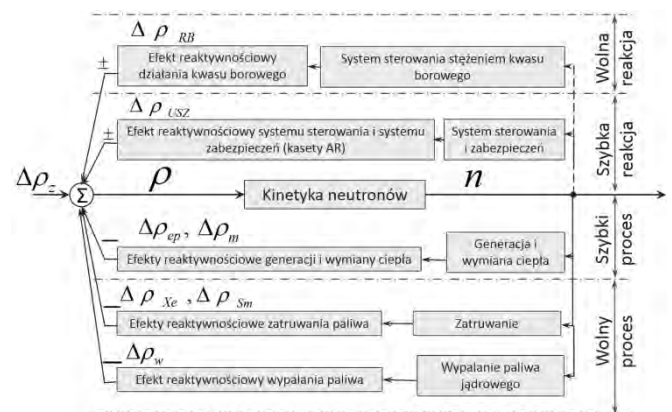 Δ ρ RB
Efekt reaktywnościowy
działania kwasu borowego
System sterowania stężeniem kwasu
borowego
Wolna
reakcja
±
Δ ρ USZ
Efekt reaktywnościowy systemu sterowania i systemu
zabezpieczeń (kasety AR)
System sterowania
i zabezpieczeń
Szybka
reakcja
±
Δρz
Σ
ρ
Kinetyka neutronów
n
– Δρep, Δρm
Efekty reaktywnościowe generacji i wymiany ciepła
Generacja i
wymiana ciepła
Szybki
proces
– Δ ρ Xe, Δ ρ Sm
Efekty reaktywnościowe zatruwania paliwa
Zatruwanie
– Δρw
Efekt reaktywnościowy wypalania paliwa
Wypalanie paliwa
jądrowego
Wolny
proces